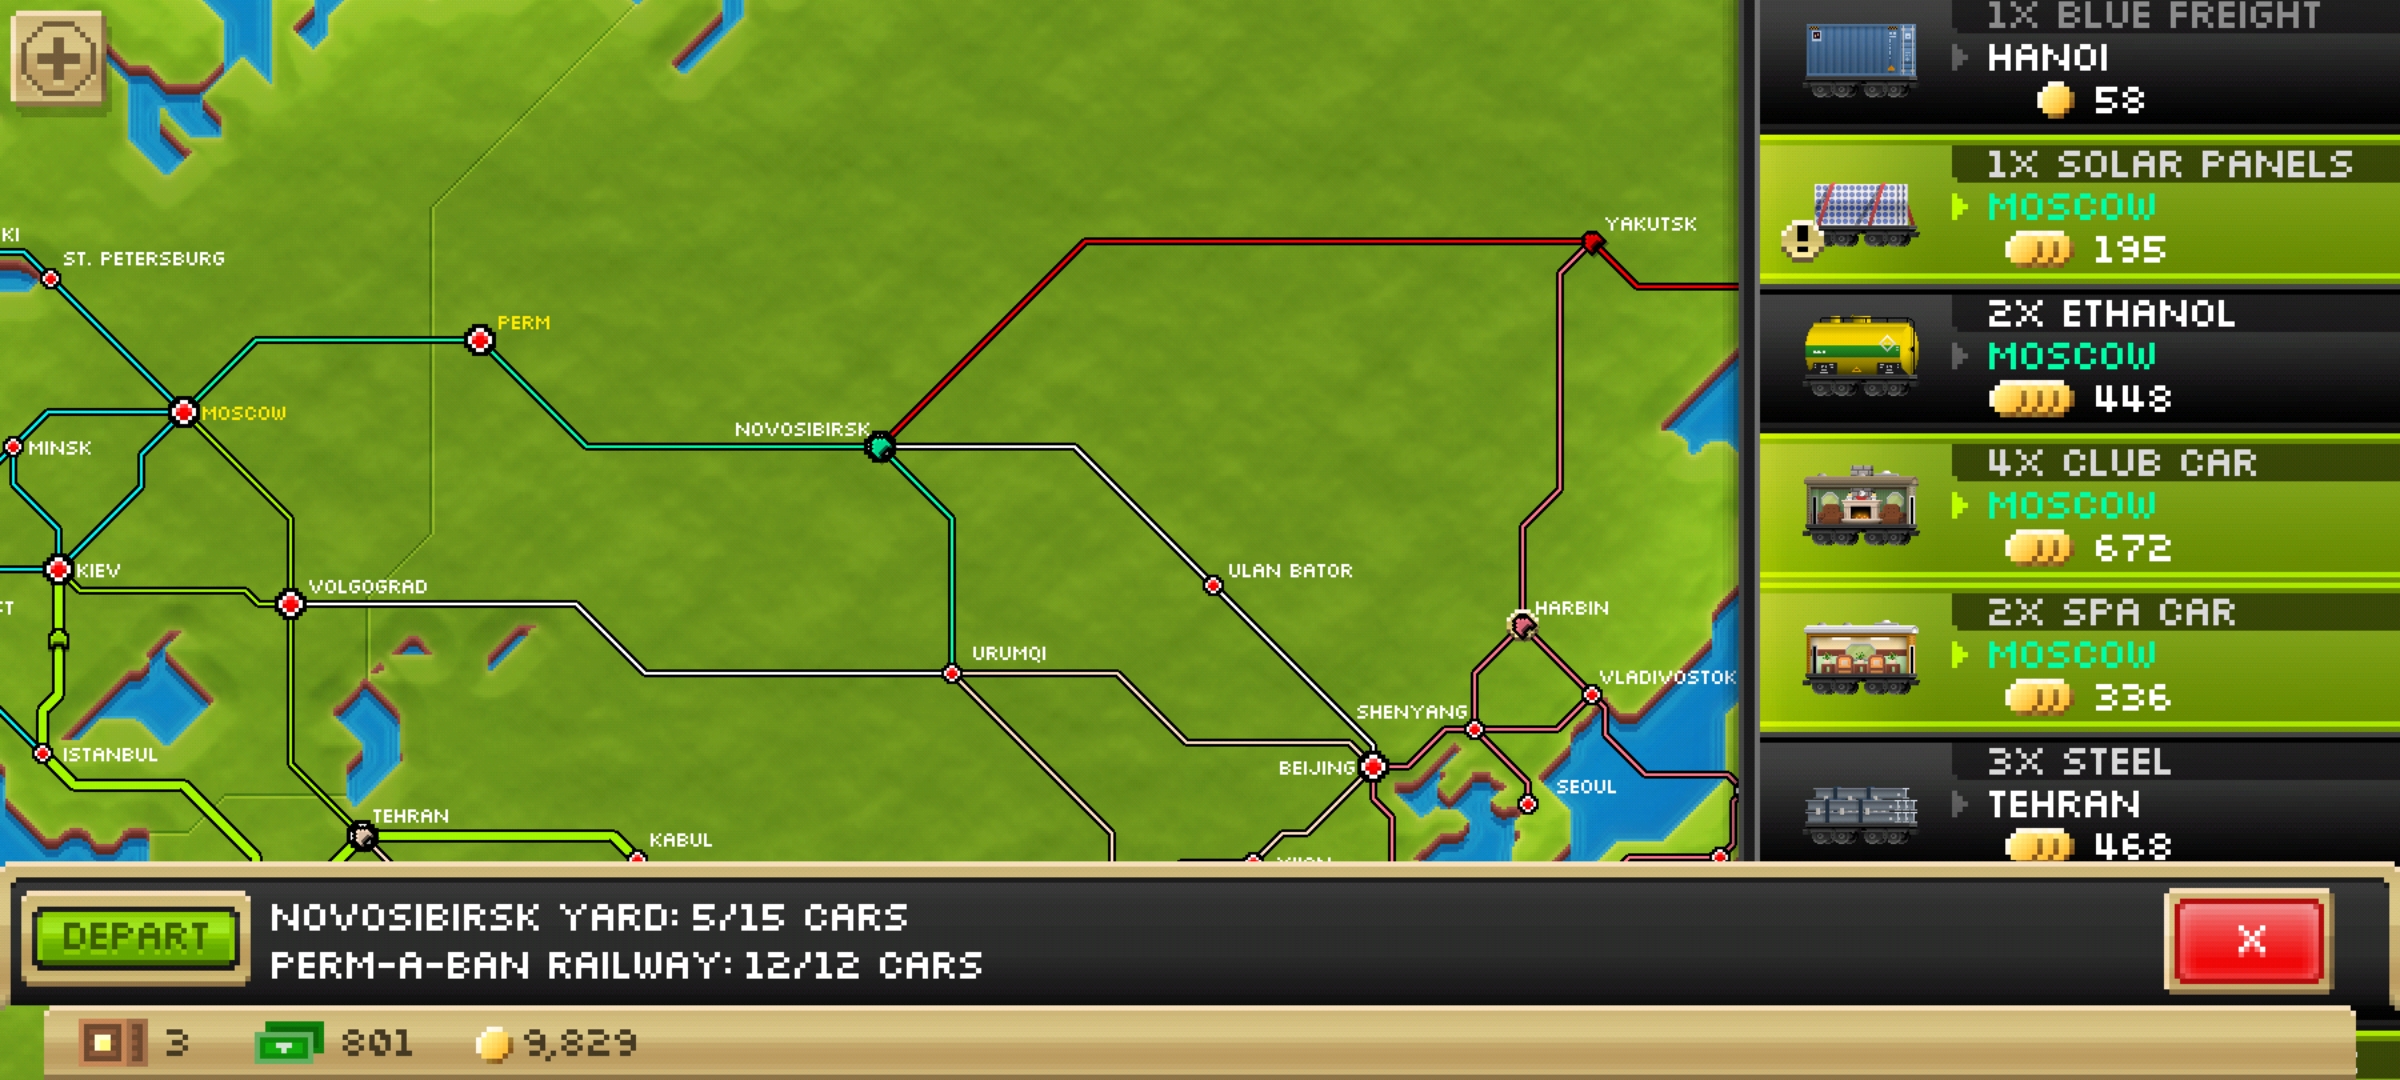 KI
ST. PETERSBURG
PERM
MOSCOW
MINSK
NOVOSIBIRSK
YAKUTSK
KIEV
VOLGOGRAD
ULAN BATOR
HARBIN
URUMQI
VLADIVOSTOK
SHENYANG
ISTANBUL
BEIJING
SEOUL
TEHRAN
KABUL
1X BLUE FREIGHT
HANOI
58
1X SOLAR PANELS
MOSCOW
195
2X ETHANOL
MOSCOW
448
4X CLUB CAR
MOSCOW
672
2X SPA CAR
MOSCOW
336
3X STEEL
TEHRAN
468
DEPART
NOVOSIBIRSK YARD: 5/15 CARS
PERM-A-BAN RAILWAY: 12/12 CARS
X
3
801
9,829